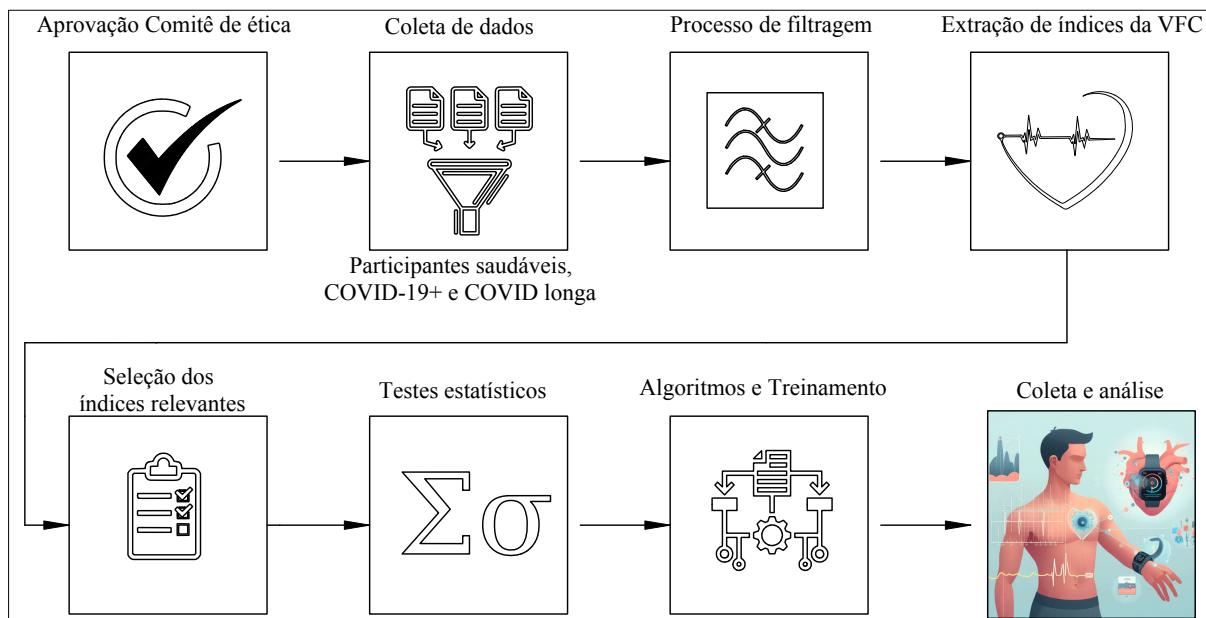 Aprovação Comitê de ética
Coleta de dados
Processo de filtragem
Extração de índices da VFC
Participantes saudáveis,
COVID-19+ e COVID longa
Seleção dos
índices relevantes
Testes estatísticos
Algoritmos e Treinamento
Coleta e análise
Σσ